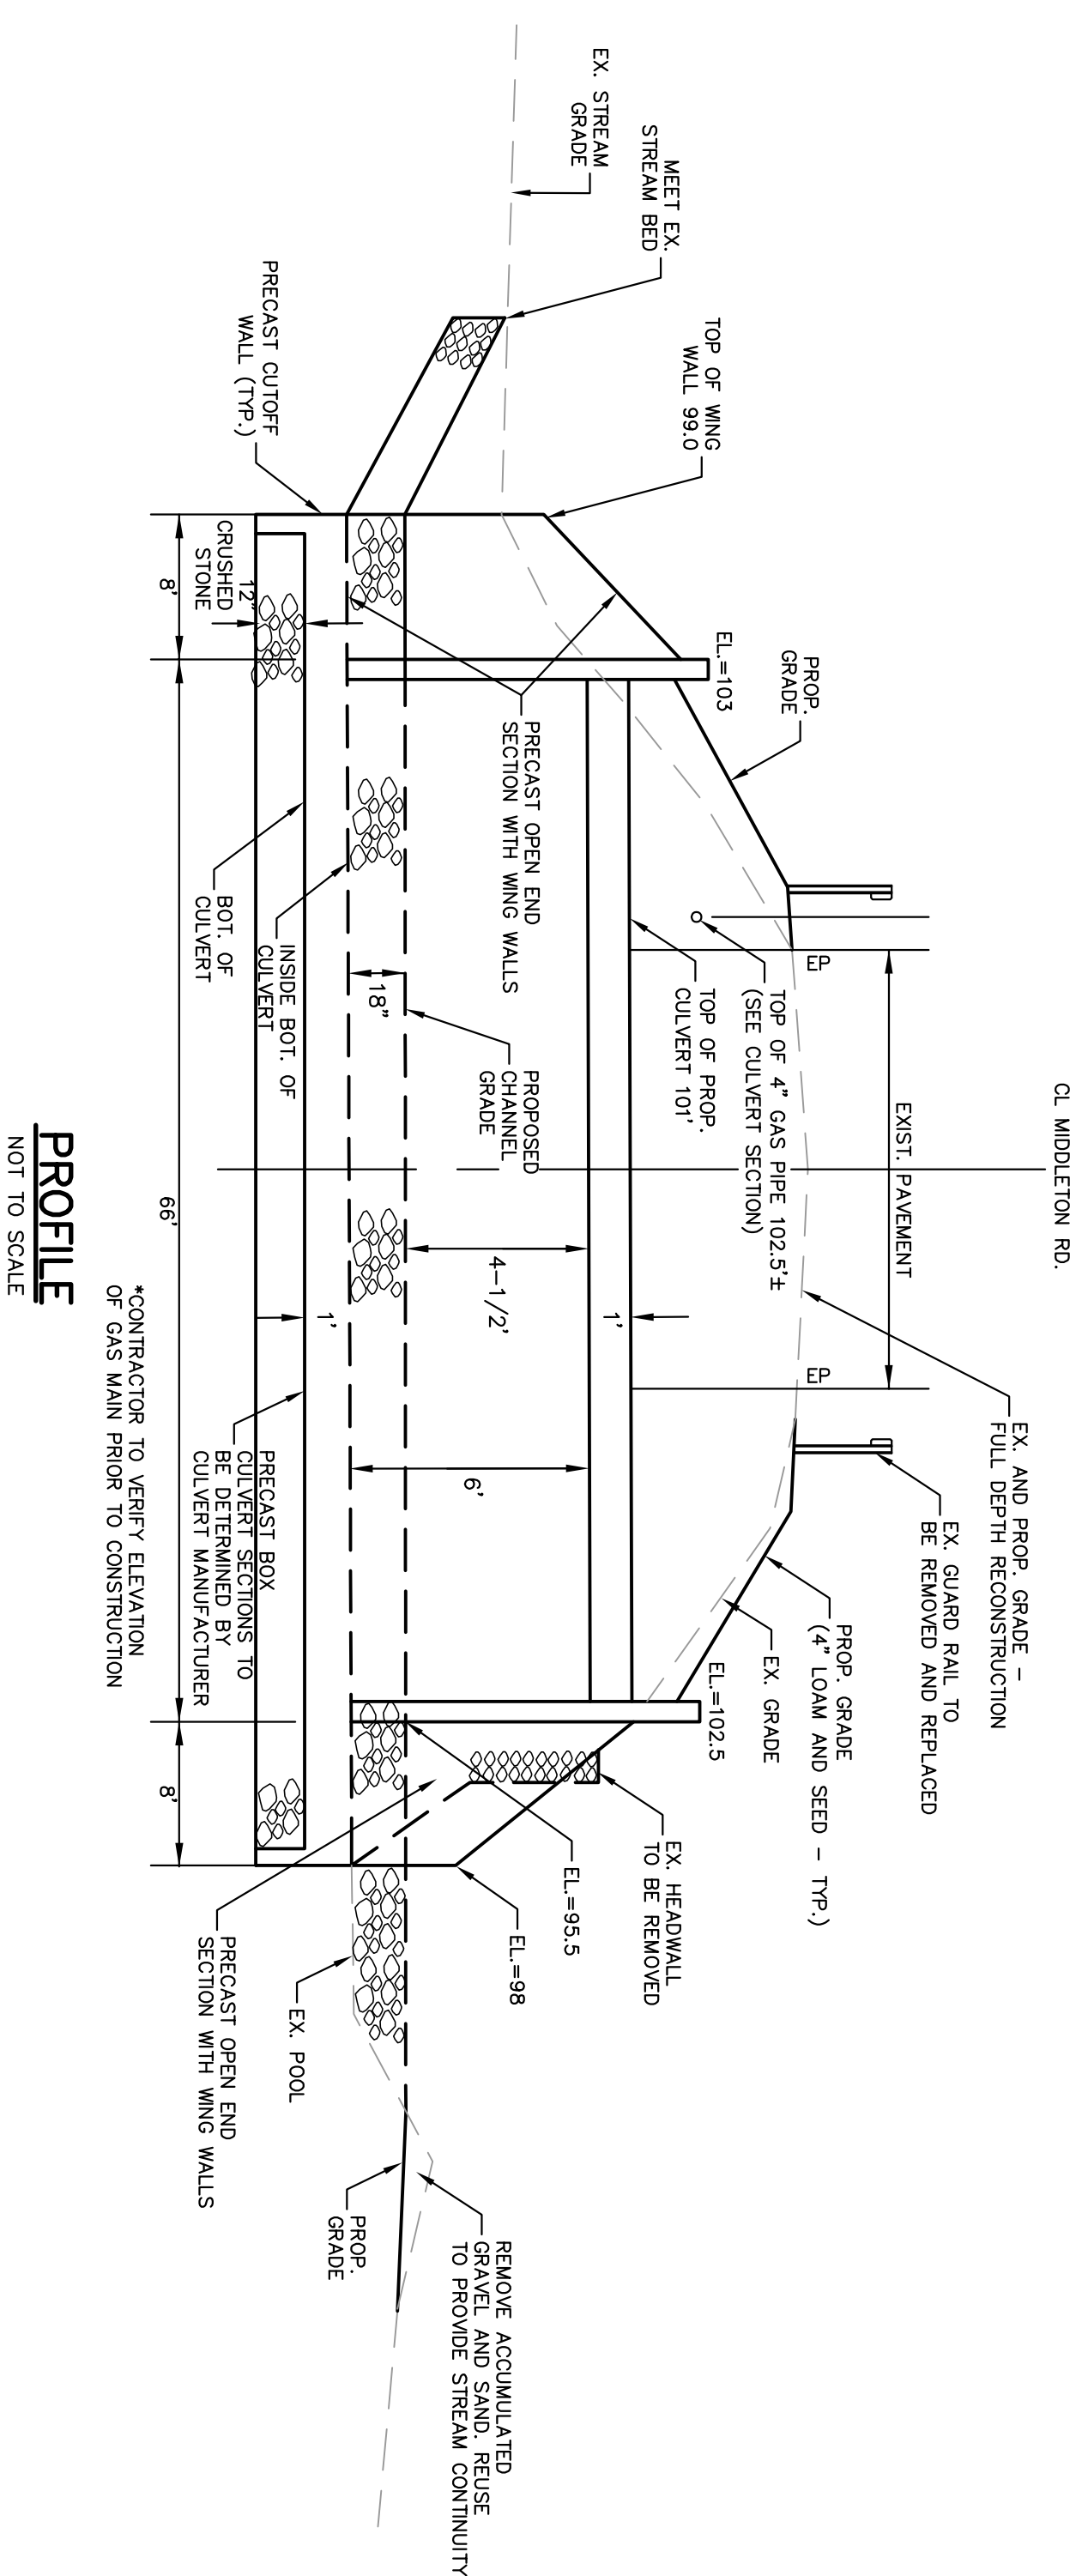 CL MIDDLETON RD.
EX. STREAM
GRADE
MEET EX.
STREAM BED
TOP OF WING
WALL 99.0
EL.=103
PROP.
GRADE
EP
EXIST. PAVEMENT
EP
EX. AND PROP. GRADE –
FULL DEPTH RECONSTRUCTION
EX. GUARD RAIL TO
BE REMOVED AND REPLACED
PROP. GRADE
(4" LOAM AND SEED – TYP.)
EX. GRADE
EL.=102.5
EX. HEADWALL
TO BE REMOVED
EL.=95.5
EL.=98
TOP OF 4" GAS PIPE 102.5'±
(SEE CULVERT SECTION)
TOP OF PROP.
CULVERT 101'
PRECAST OPEN END
SECTION WITH WING WALLS
PROPOSED
CHANNEL
GRADE
18"
4–1/2'
1'
6'
1'
PRECAST CUTOFF
WALL (TYP.)
12"
CRUSHED
STONE
BOT. OF
CULVERT
INSIDE BOT. OF
CULVERT
PRECAST BOX
CULVERT SECTIONS TO
BE DETERMINED BY
CULVERT MANUFACTURER
PRECAST OPEN END
SECTION WITH WING WALLS
EX. POOL
PROP.
GRADE
REMOVE ACCUMULATED
GRAVEL AND SAND. REUSE
TO PROVIDE STREAM CONTINUITY
8'
66'
8'
*CONTRACTOR TO VERIFY ELEVATION
OF GAS MAIN PRIOR TO CONSTRUCTION
PROFILE
NOT TO SCALE